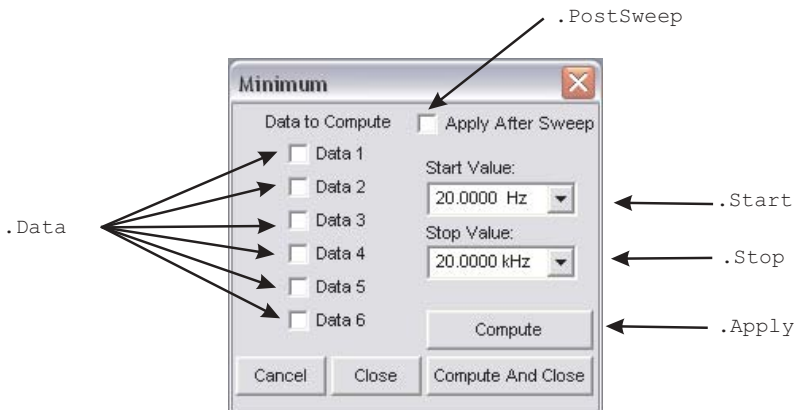 .PostSweep
Minimum
Data to Compute
Apply After Sweep
Data 1
Data 2
Data 3
Data 4
Data 5
Data 6
.Data
Start Value:
20.0000 Hz
.Start
Stop Value:
20.0000 kHz
.Stop
Compute
.Apply
Cancel
Close
Compute And Close